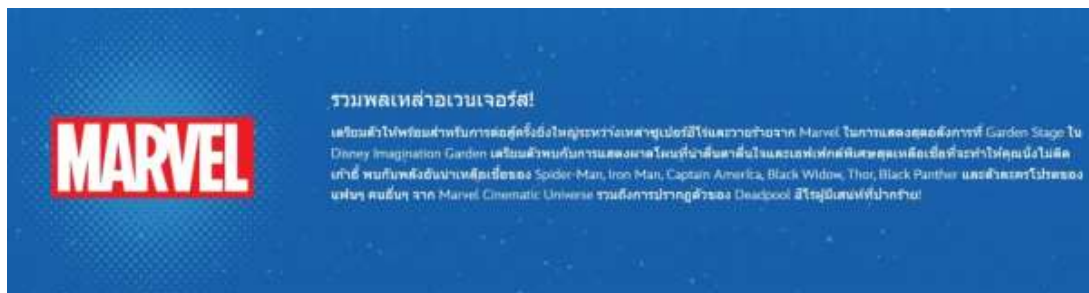 MARVEL
รวมพลเหล่าอเวนเจอร์ส!
เตรียมตัวให้พร้อมสำหรับการต่อสู้ครั้งยิ่งใหญ่ระหว่างเหล่าซูเปอร์ฮีโร่และวายร้ายจาก Marvel ในการแสดงสุดอลังการที่ Garden Stage ใน
Disney Imagination Garden เตรียมตัวพบกับการแสดงผาดโผนที่น่าตื่นตาตื่นใจและเอฟเฟกต์พิเศษสุดเหลือเชื่อที่จะทำให้คุณนั่งไม่ติด
เก้าอี้ พบกับพลังอันน่าเหลือเชื่อของ Spider-Man, Iron Man, Captain America, Black Widow, Thor, Black Panther และตัวละครโปรดของ
แฟนๆ คนอื่นๆ จาก Marvel Cinematic Universe รวมถึงการปรากฏตัวของ Deadpool ฮีโร่ผู้มีเสน่ห์ที่ปากร้าย!